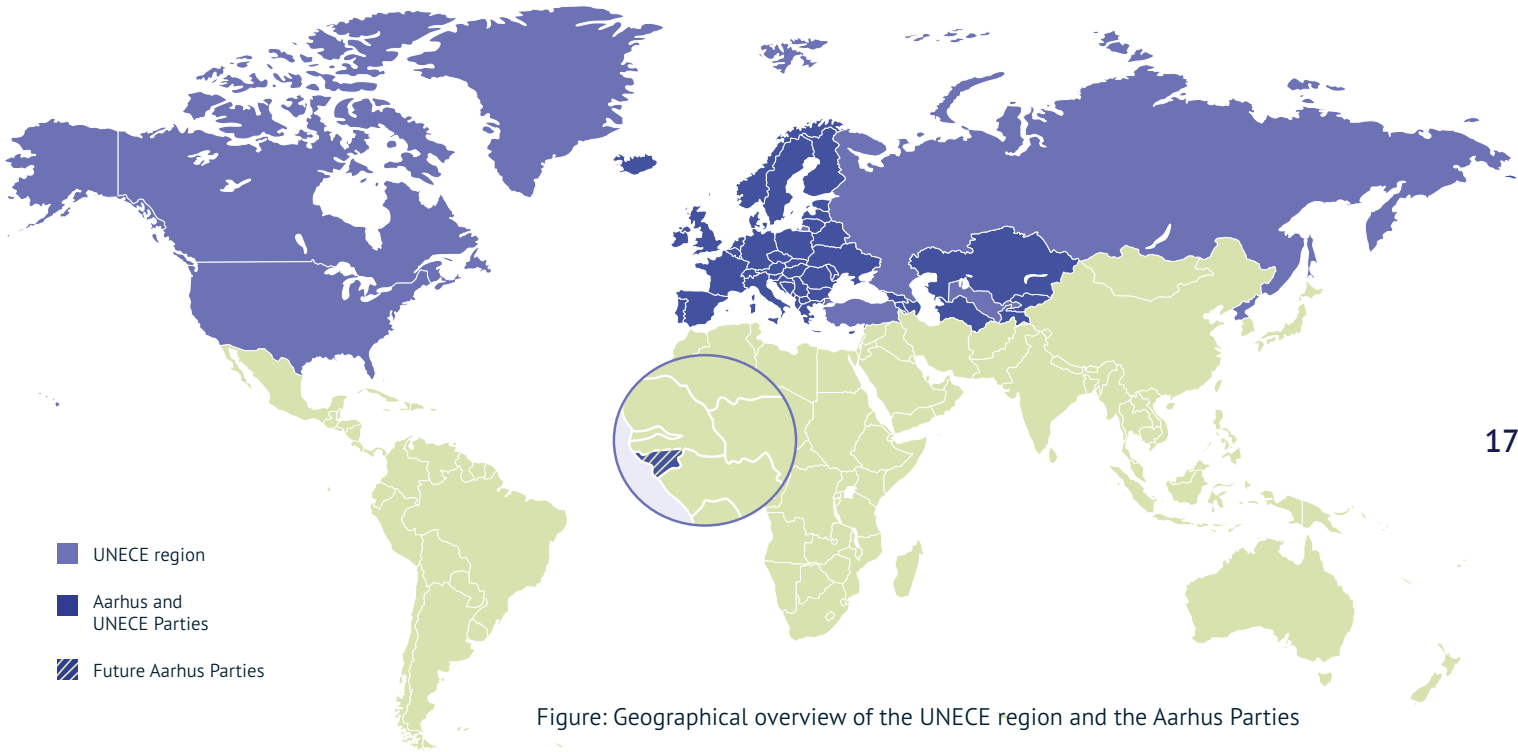 17
UNECE region
Aarhus and
UNECE Parties
Future Aarhus Parties
Figure: Geographical overview of the UNECE region and the Aarhus Parties